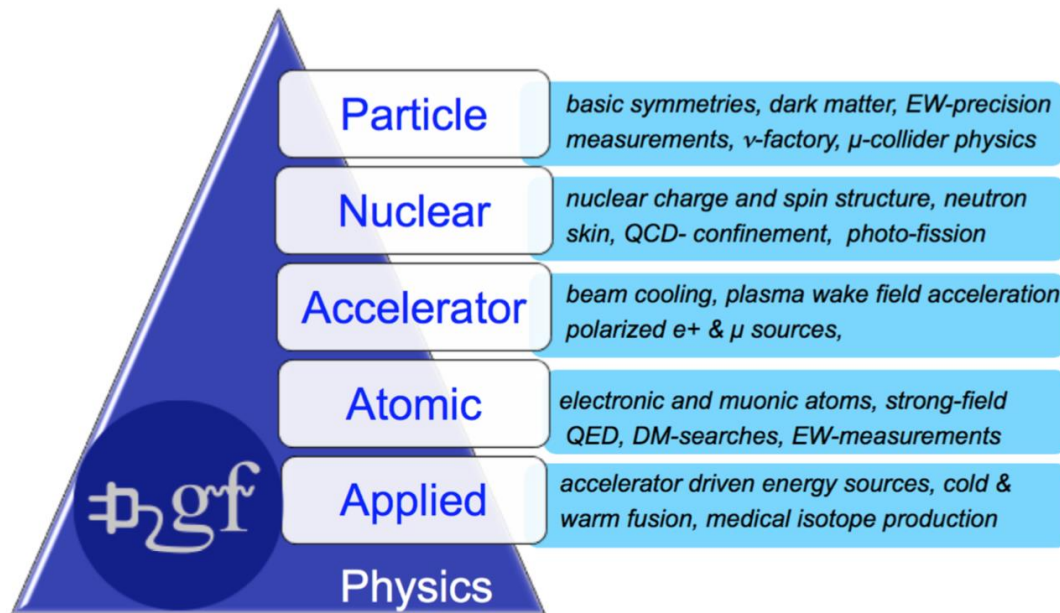 Particle
basic symmetries, dark matter, EW-precision
measurements, ν-factory, μ-collider physics
Nuclear
nuclear charge and spin structure, neutron
skin, QCD- confinement, photo-fission
Accelerator
beam cooling, plasma wake field acceleration
polarized e+ & μ sources,
Atomic
electronic and muonic atoms, strong-field
QED, DM-searches, EW-measurements
Applied
accelerator driven energy sources, cold &
warm fusion, medical isotope production
gf
Physics